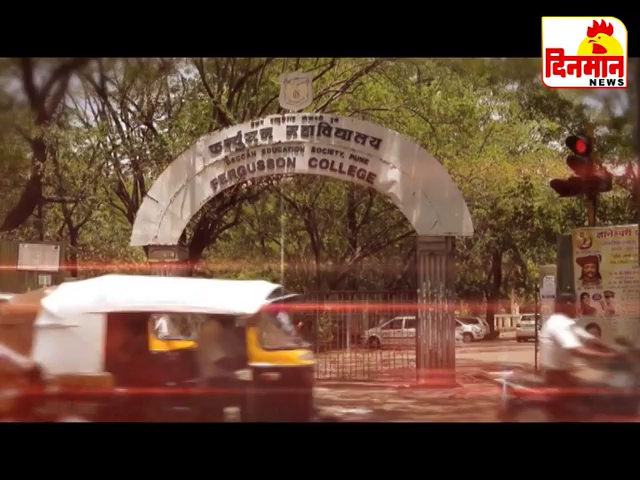 दिनमान
NEWS
फर्ग्युसन महाविद्यालय
DECCAN EDUCATION SOCIETY, PUNE
FERGUSSON COLLEGE